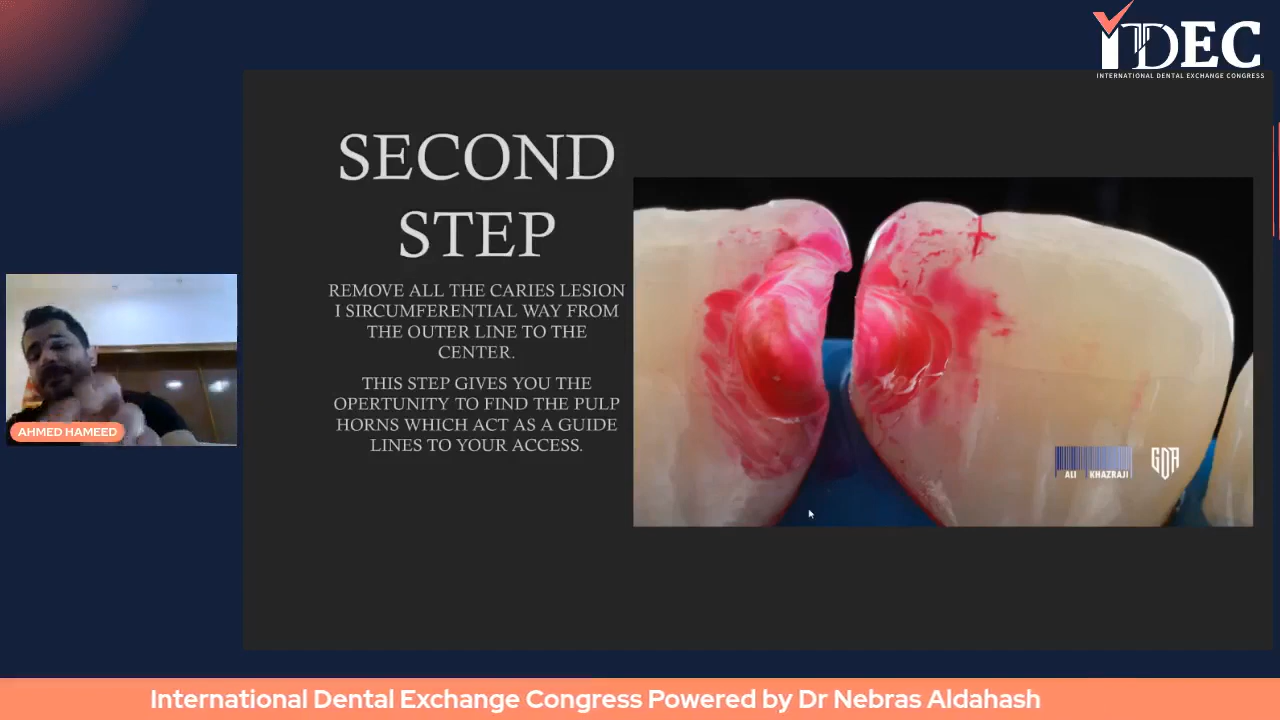 iDEC
INTERNATIONAL DENTAL EXCHANGE CONGRESS
SECOND
STEP
REMOVE ALL THE CARIES LESION
I SIRCUMFERENTIAL WAY FROM
THE OUTER LINE TO THE
CENTER.
THIS STEP GIVES YOU THE
OPERTUNITY TO FIND THE PULP
HORNS WHICH ACT AS A GUIDE
LINES TO YOUR ACCESS.
ALI KHAZRAJI
GDA
AHMED HAMEED
International Dental Exchange Congress Powered by Dr Nebras Aldahash